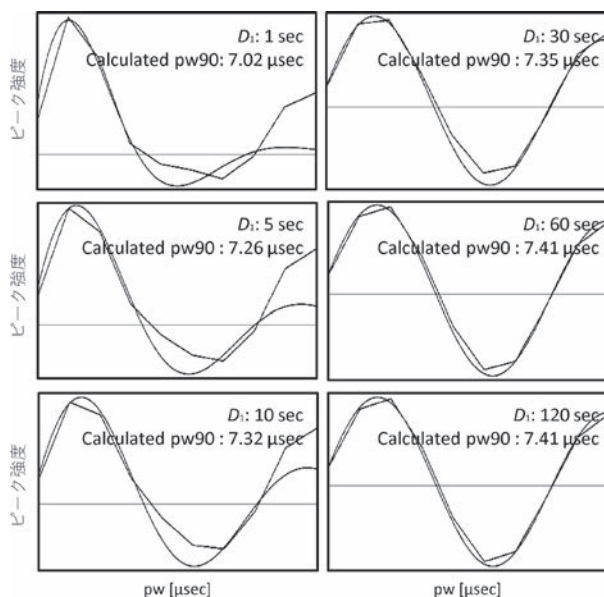 D₁: 1 sec
Calculated pw90: 7.02 μsec
ピーク強度
D₁: 30 sec
Calculated pw90 : 7.35 μsec
D₁: 5 sec
Calculated pw90 : 7.26 μsec
ピーク強度
D₁: 60 sec
Calculated pw90 : 7.41 μsec
D₁: 10 sec
Calculated pw90 : 7.32 μsec
ピーク強度
D₁: 120 sec
Calculated pw90 : 7.41 μsec
pw [μsec]
pw [μsec]